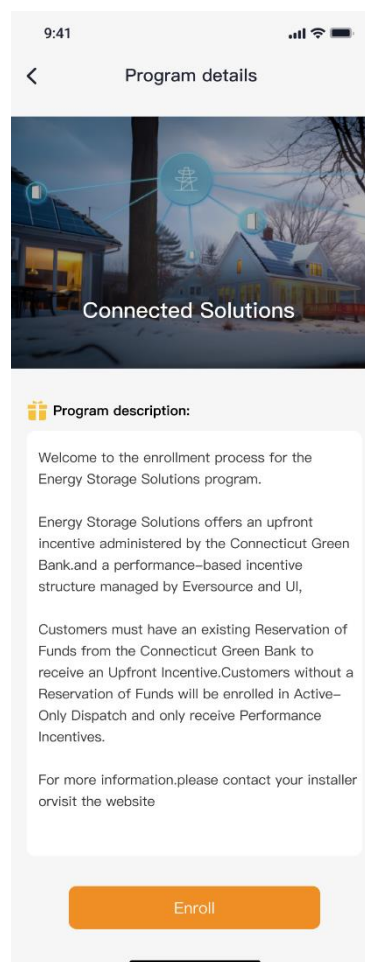 9:41
Program details
Connected Solutions
Program description:
Welcome to the enrollment process for the
Energy Storage Solutions program.
Energy Storage Solutions offers an upfront
incentive administered by the Connecticut Green
Bank.and a performance-based incentive
structure managed by Eversource and UI,
Customers must have an existing Reservation of
Funds from the Connecticut Green Bank to
receive an Upfront Incentive.Customers without a
Reservation of Funds will be enrolled in Active-
Only Dispatch and only receive Performance
Incentives.
For more information.please contact your installer
orvisit the website
Enroll